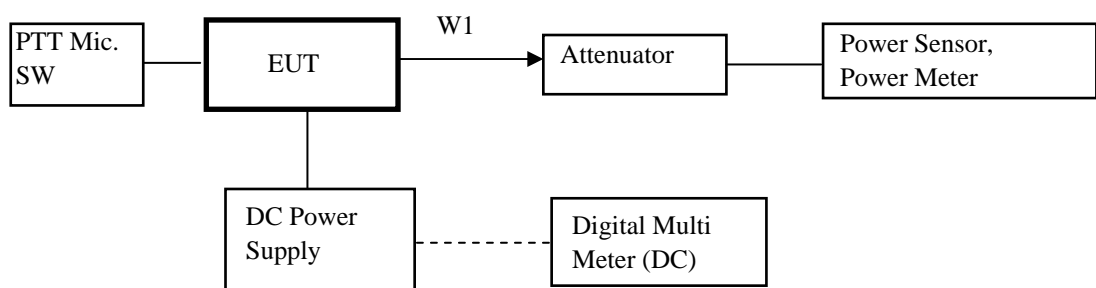 PTT Mic.
SW
EUT
W1
Attenuator
Power Sensor,
Power Meter
DC Power
Supply
Digital Multi
Meter (DC)